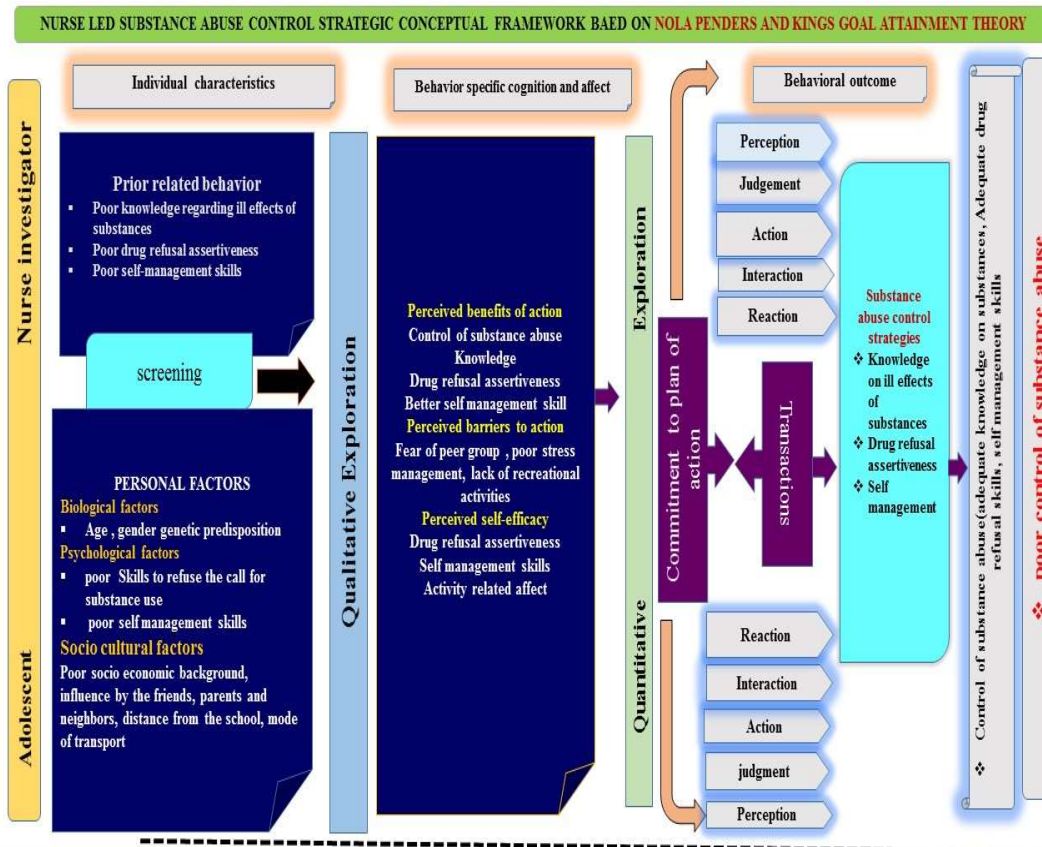 NURSE LED SUBSTANCE ABUSE CONTROL STRATEGIC CONCEPTUAL FRAMEWORK BAED ON NOLA PENDERS AND KINGS GOAL ATTAINMENT THEORY
Nurse investigator
Adolescent
Individual characteristics
Prior related behavior
▪ Poor knowledge regarding ill effects of
substances
▪ Poor drug refusal assertiveness
▪ Poor self-management skills
screening
PERSONAL FACTORS
Biological factors
▪ Age , gender genetic predisposition
Psychological factors
▪ poor Skills to refuse the call for
substance use
▪ poor self management skills
Socio cultural factors
Poor socio economic background,
influence by the friends, parents and
neighbors, distance from the school, mode
of transport
Qualitative Exploration
Behavior specific cognition and affect
Perceived benefits of action
Control of substance abuse
Knowledge
Drug refusal assertiveness
Better self management skill
Perceived barriers to action
Fear of peer group , poor stress
management, lack of recreational
activities
Perceived self-efficacy
Drug refusal assertiveness
Self management skills
Activity related affect
Quantitative Exploration
Commitment to plan of
action
Behavioral outcome
Perception
Judgement
Action
Interaction
Reaction
Transactions
Reaction
Interaction
Action
judgment
Perception
Substance
abuse control
strategies
❖ Knowledge
on ill effects
of
substances
❖ Drug refusal
assertiveness
❖ Self
management
❖ Control of substance abuse(adequate knowledge on substances, Adequate drug
refusal skills, self management skills
❖ poor control of substance abuse